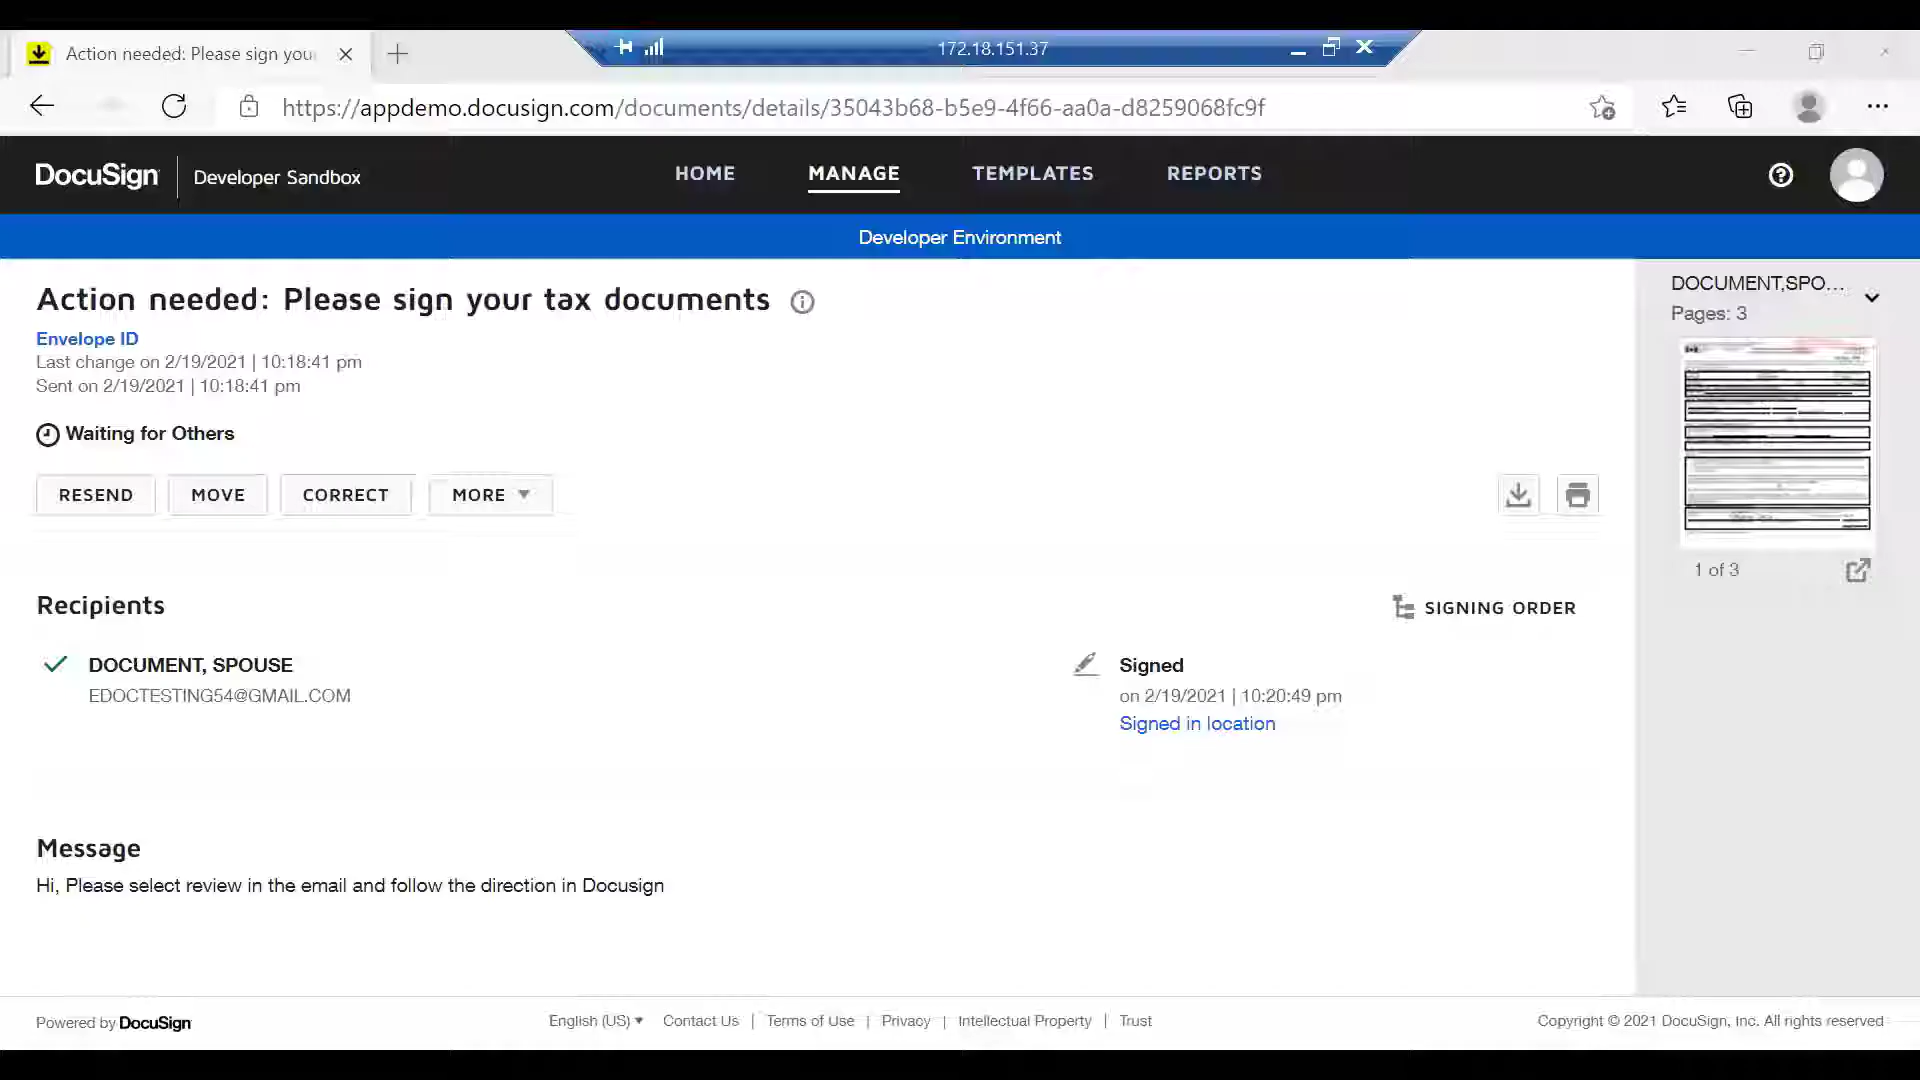 Action needed: Please sign you
172.18.151.37
https://appdemo.docusign.com/documents/details/35043b68-b5e9-4f66-aa0a-d8259068fc9f
DocuSign | Developer Sandbox
HOME
MANAGE
TEMPLATES
REPORTS
Developer Environment
Action needed: Please sign your tax documents
Envelope ID
Last change on 2/19/2021 | 10:18:41 pm
Sent on 2/19/2021 | 10:18:41 pm
Waiting for Others
RESEND
MOVE
CORRECT
MORE
DOCUMENT,SPO...
Pages: 3
1 of 3
Recipients
SIGNING ORDER
DOCUMENT, SPOUSE
EDOCTESTING54@GMAIL.COM
Signed
on 2/19/2021 | 10:20:49 pm
Signed in location
Message
Hi, Please select review in the email and follow the direction in Docusign
Powered by DocuSign
English (US) Contact Us | Terms of Use | Privacy | Intellectual Property | Trust
Copyright © 2021 DocuSign, Inc. All rights reserved